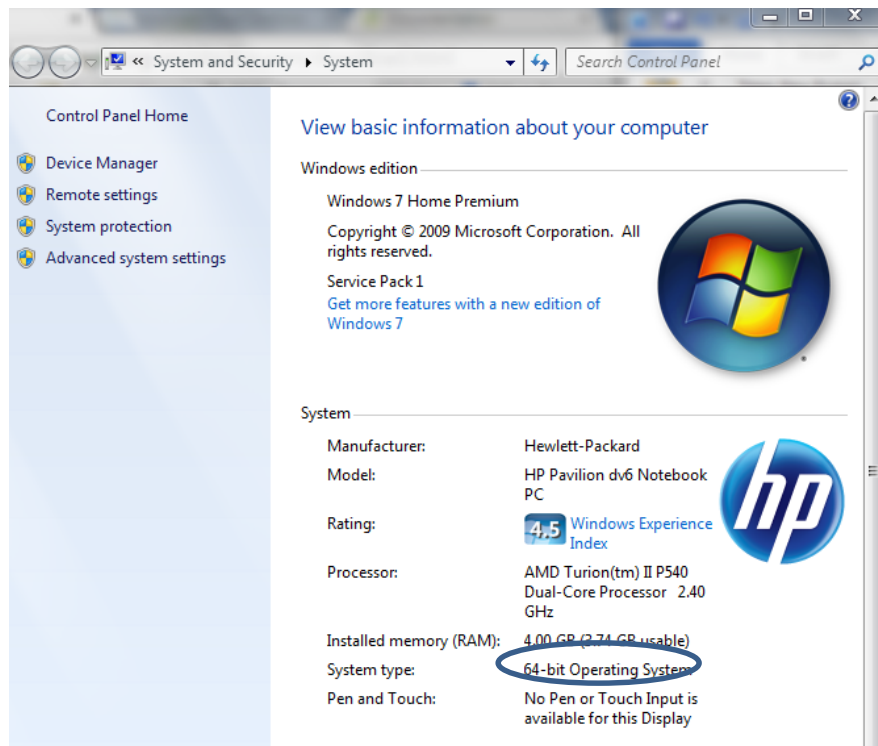 « System and Security ▸ System
Search Control Panel
Control Panel Home
Device Manager
Remote settings
System protection
Advanced system settings
View basic information about your computer
Windows edition
Windows 7 Home Premium
Copyright © 2009 Microsoft Corporation. All
rights reserved.
Service Pack 1
Get more features with a new edition of
Windows 7
System
Manufacturer: Hewlett-Packard
Model: HP Pavilion dv6 Notebook
PC
hp
Rating: 4,5 Windows Experience
Index
Processor: AMD Turion(tm) II P540
Dual-Core Processor 2.40
GHz
Installed memory (RAM): 4.00 GB (3.74 GB usable)
System type: 64-bit Operating System
Pen and Touch: No Pen or Touch Input is
available for this Display